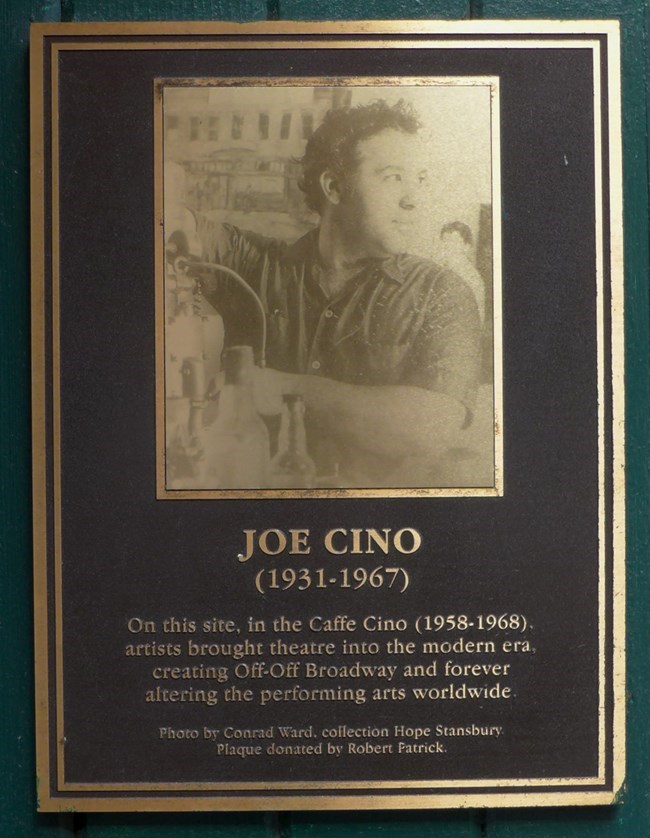 JOE CINO
(1931-1967)
On this site, in the Caffe Cino (1958-1968),
artists brought theatre into the modern era,
creating Off-Off Broadway and forever
altering the performing arts worldwide.
Photo by Conrad Ward, collection Hope Stansbury.
Plaque donated by Robert Patrick.